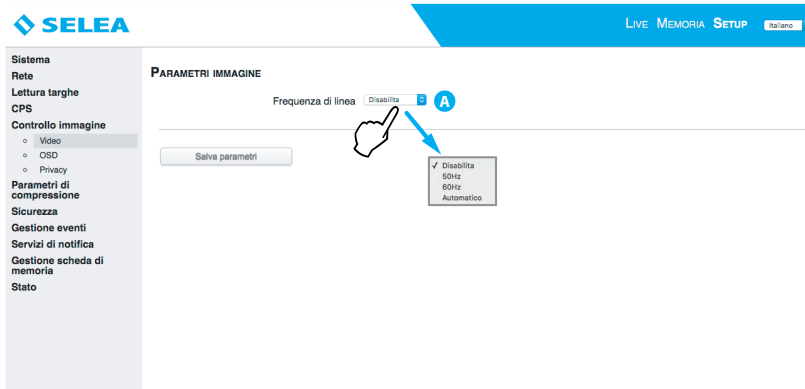 SELEA
LIVE MEMORIA SETUP Italiano
Sistema
Rete
Lettura targhe
CPS
Controllo immagine
Video
OSD
Privacy
Parametri di
compressione
Sicurezza
Gestione eventi
Servizi di notifica
Gestione scheda di
memoria
Stato
PARAMETRI IMMAGINE
Frequenza di linea Disabilita A
Salva parametri
✓ Disabilita
50Hz
60Hz
Automatico